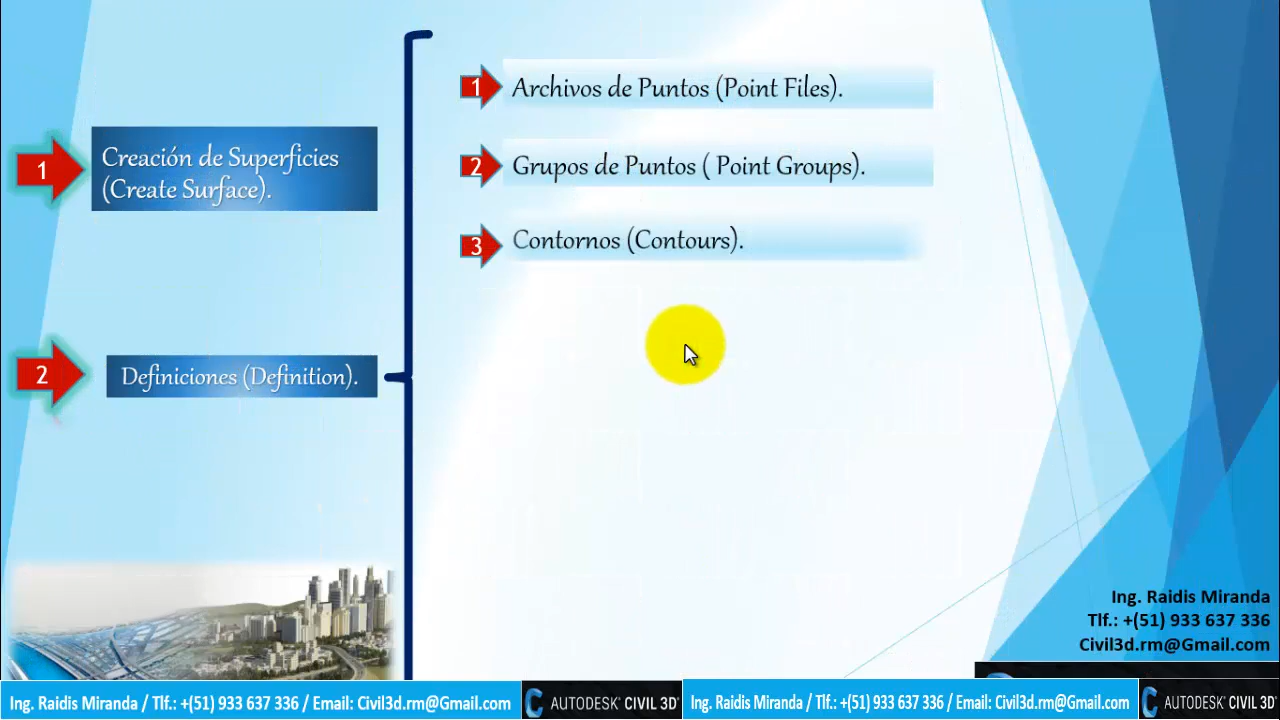 1
Creación de Superficies
(Create Surface).
2
Definiciones (Definition).
1
Archivos de Puntos (Point Files).
2
Grupos de Puntos ( Point Groups).
3
Contornos (Contours).
Ing. Raidis Miranda
Tlf.: +(51) 933 637 336
Civil3d.rm@Gmail.com
Ing. Raidis Miranda / Tlf.: +(51) 933 637 336 / Email: Civil3d.rm@Gmail.com
AUTODESK® CIVIL 3D®
Ing. Raidis Miranda / Tlf.: +(51) 933 637 336 / Email: Civil3d.rm@Gmail.com
AUTODESK® CIVIL 3D